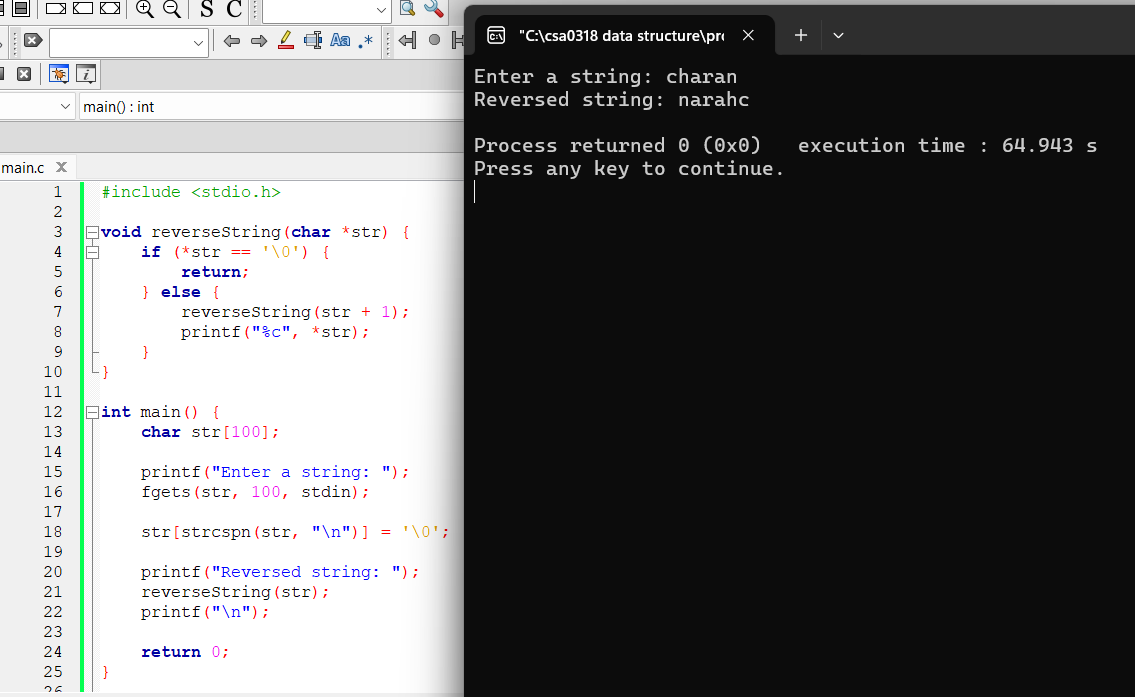 S C
Aa .*
main() : int
main.c X
1 #include <stdio.h>
2
3 void reverseString(char *str) {
4     if (*str == '\0') {
5         return;
6     } else {
7         reverseString(str + 1);
8         printf("%c", *str);
9     }
10 }
11
12 int main() {
13     char str[100];
14
15     printf("Enter a string: ");
16     fgets(str, 100, stdin);
17
18     str[strcspn(str, "\n")] = '\0';
19
20     printf("Reversed string: ");
21     reverseString(str);
22     printf("\n");
23
24     return 0;
25 }
26
"C:\csa0318 data structure\pro
Enter a string: charan
Reversed string: narahc
Process returned 0 (0x0)   execution time : 64.943 s
Press any key to continue.